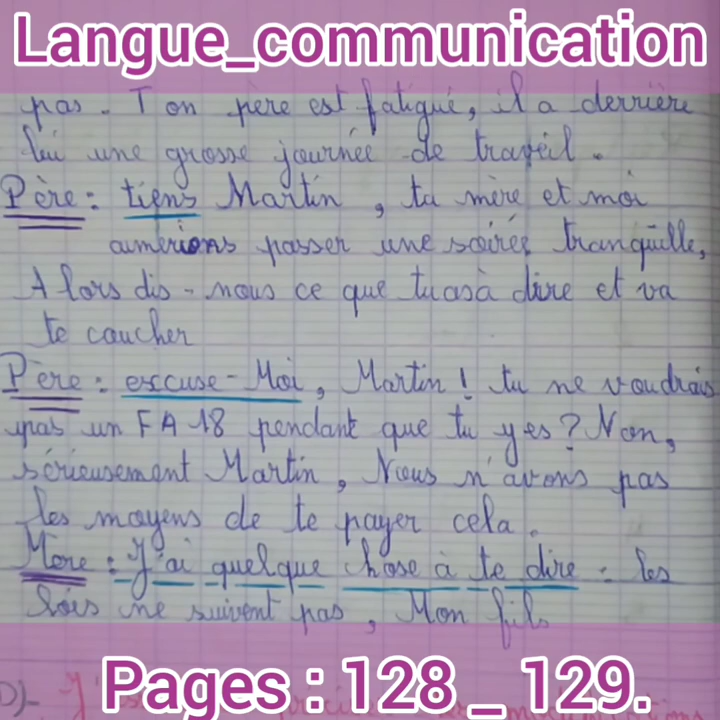 Langue_communication
pas. Ton père est fatigué, il a derrière
lui une grosse journée de travail.
Père : tiens Martin, ta mère et moi
aimerions passer une soirée tranquille,
Alors dis-nous ce que tu as à dire et va
te coucher
Père : excuse-Moi, Martin ! tu ne voudrais
pas un FA 18 pendant que tu yes ? Non,
sérieusement Martin, Nous n'avons pas
les moyens de te payer cela.
Mère : J'ai quelque chose à te dire : les
lois ne suivent pas, Mon fils
Pages : 128 _ 129.